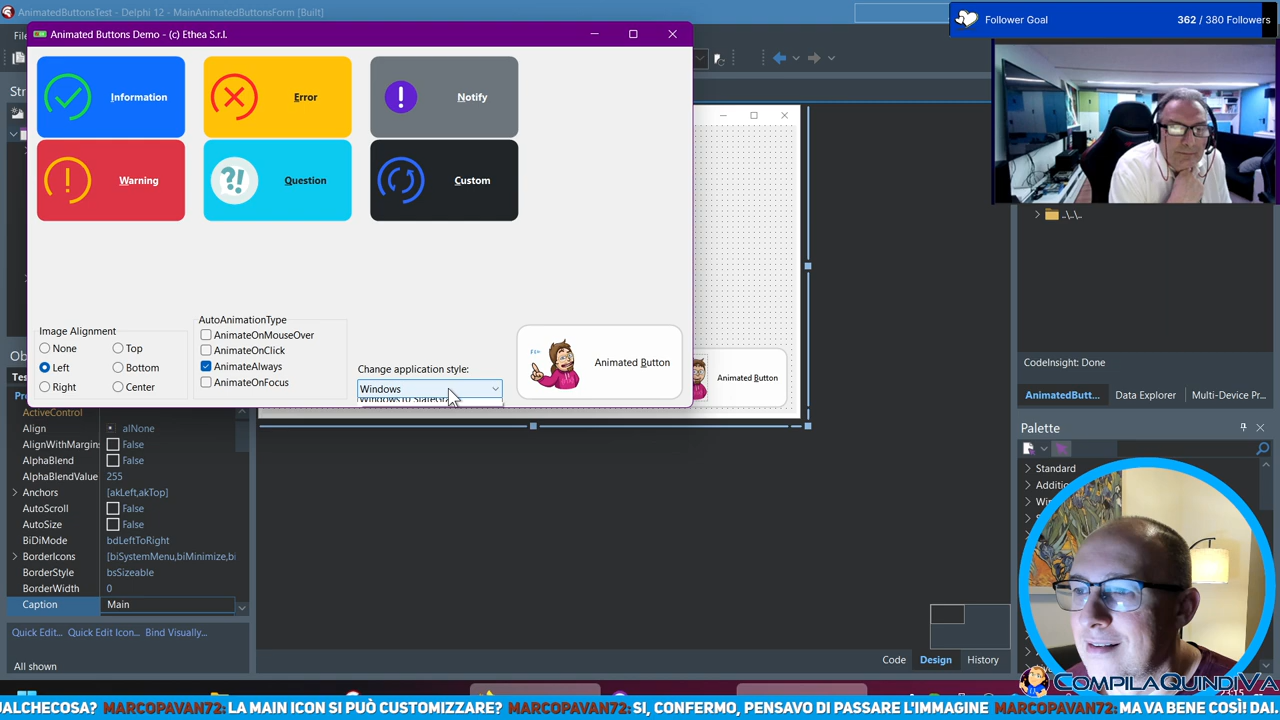 AnimatedButtonsTest - Delphi 12 - MainAnimatedButtonsForm [Built]
Follower Goal
362 / 380 Followers
Animated Buttons Demo - (c) Ethea S.r.l.
Information
Error
Notify
Warning
Question
Custom
Image Alignment
None
Top
Left
Bottom
Right
Center
AutoAnimationType
AnimateOnMouseOver
AnimateOnClick
AnimateAlways
AnimateOnFocus
Change application style:
Windows
Animated Button
Animated Button
..\..\
CodeInsight: Done
AnimatedButt...
Data Explorer
Multi-Device Pr...
Palette
Standard
ActiveControl
Align
alNone
AlignWithMargins
False
AlphaBlend
False
AlphaBlendValue
255
Anchors
[akLeft,akTop]
AutoScroll
False
AutoSize
False
BiDiMode
bdLeftToRight
BorderIcons
[biSystemMenu,biMinimize,bi
BorderStyle
bsSizeable
BorderWidth
0
Caption
Main
Quick Edit...
Quick Edit Icon...
Bind Visually...
All shown
Code
Design
History
CompilaQuindiVa
UALCHECOSA? MARCOPAVAN72: LA MAIN ICON SI PUÒ CUSTOMIZZARE? MARCOPAVAN72: SI, CONFERMO, PENSAVO DI PASSARE L'IMMAGINE MARCOPAVAN72: MA VA BENE COSÌ! DAI.